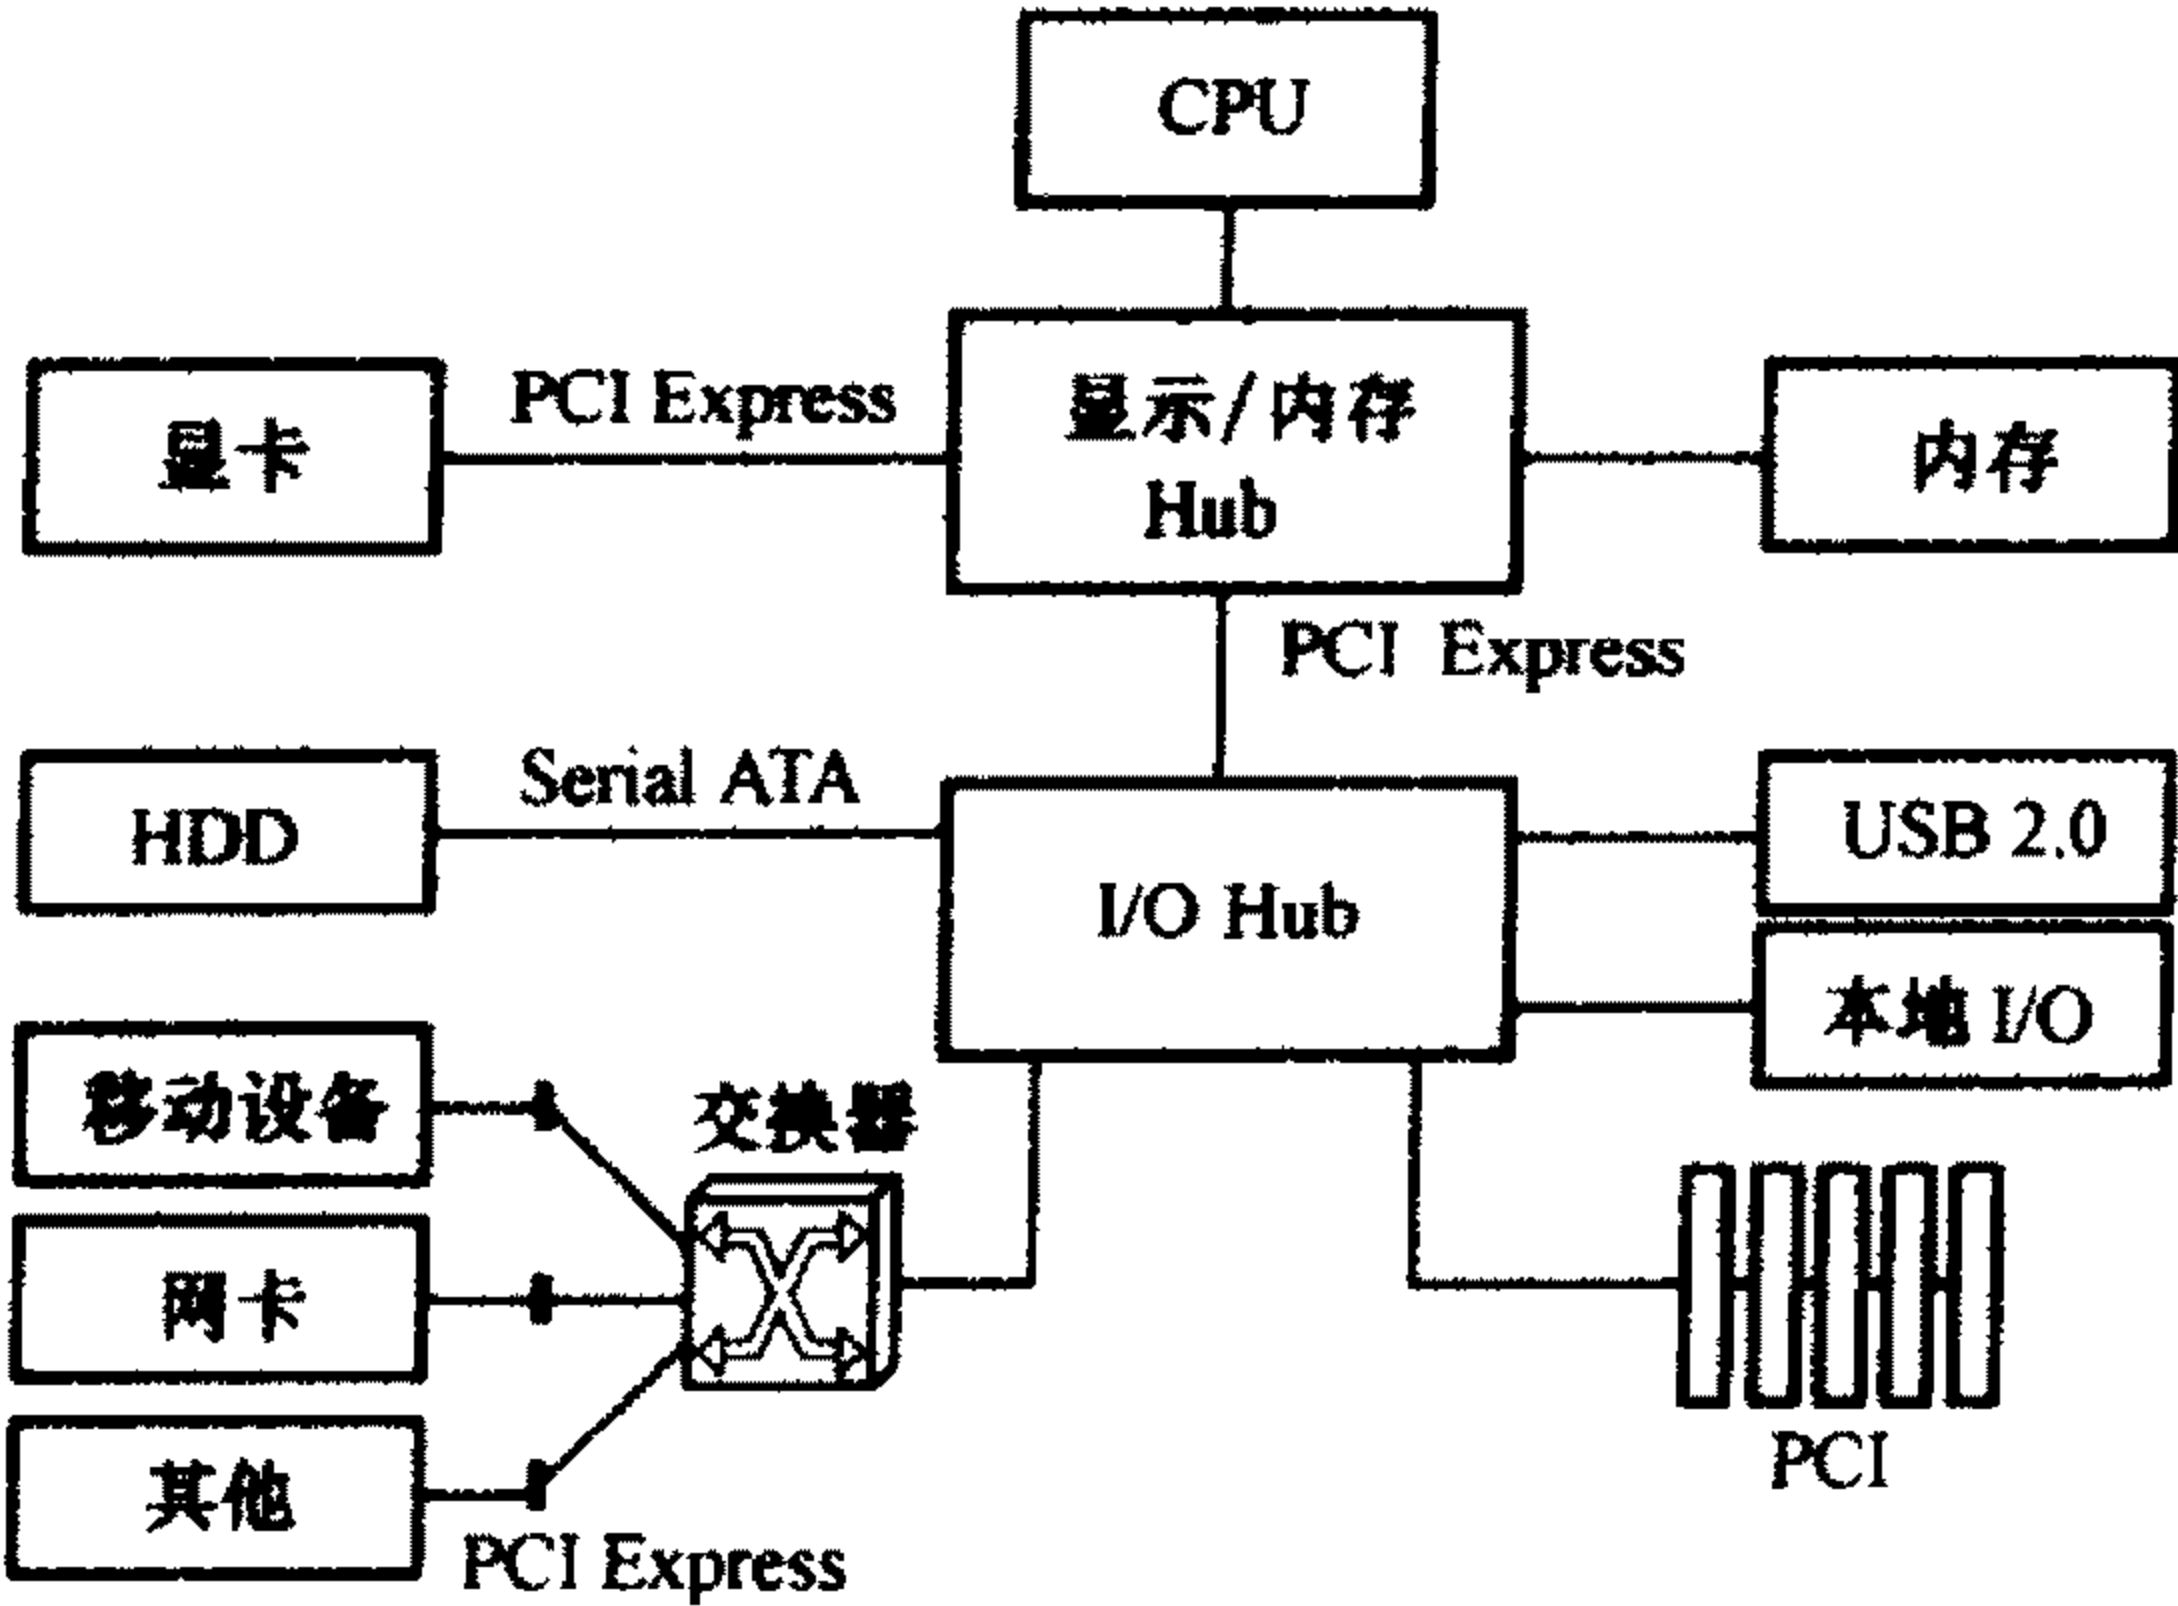 CPU
显卡
PCI Express
显示/内存
Hub
内存
PCI Express
HDD
Serial ATA
I/O Hub
USB 2.0
本地 I/O
移动设备
交换器
网卡
其他
PCI Express
PCI